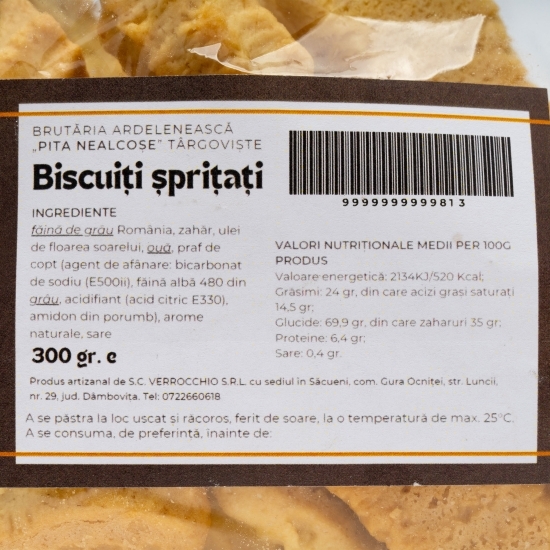 BRUTĂRIA ARDELENEASCĂ
„PITA NEALCOȘE” TÂRGOVIȘTE
Biscuiți sprițați
9999999999813
INGREDIENTE
făină de grâu România, zahăr, ulei
de floarea soarelui, ouă, praf de
copt (agent de afânare: bicarbonat
de sodiu (E500ii), făină albă 480 din
grâu, acidifiant (acid citric E330),
amidon din porumb), arome
naturale, sare
300 gr. e
VALORI NUTRITIONALE MEDII PER 100G
PRODUS
Valoare energetică: 2134KJ/520 Kcal;
Grăsimi: 24 gr, din care acizi grasi saturați
14,5 gr;
Glucide: 69,9 gr, din care zaharuri 35 gr;
Proteine: 6,4 gr;
Sare: 0,4 gr.
Produs artizanal de S.C. VERROCCHIO S.R.L. cu sediul în Săcueni, com. Gura Ocniței, str. Luncii,
nr. 29, jud. Dâmbovița. Tel: 0722660618
A se păstra la loc uscat și răcoros, ferit de soare, la o temperatură de max. 25°C.
A se consuma, de preferință, inainte de: